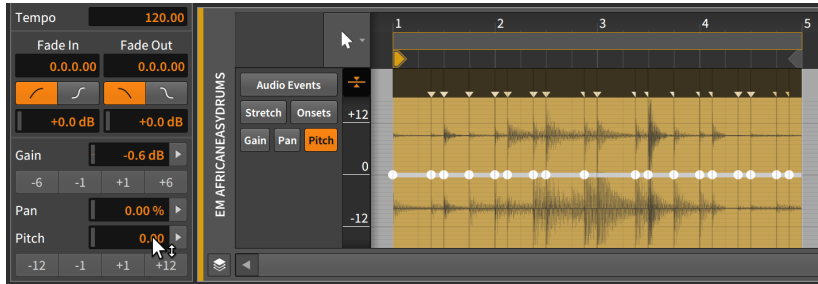 Tempo 120.00
Fade In Fade Out
0.0.0.00 0.0.0.00
+0.0 dB +0.0 dB
Gain -0.6 dB
-6 -1 +1 +6
Pan 0.00 %
Pitch 0.00
-12 -1 +1 +12
EM AFRICANEASYDRUMS
1 2 3 4 5
Audio Events
Stretch Onsets
Gain Pan Pitch
+12
0
-12